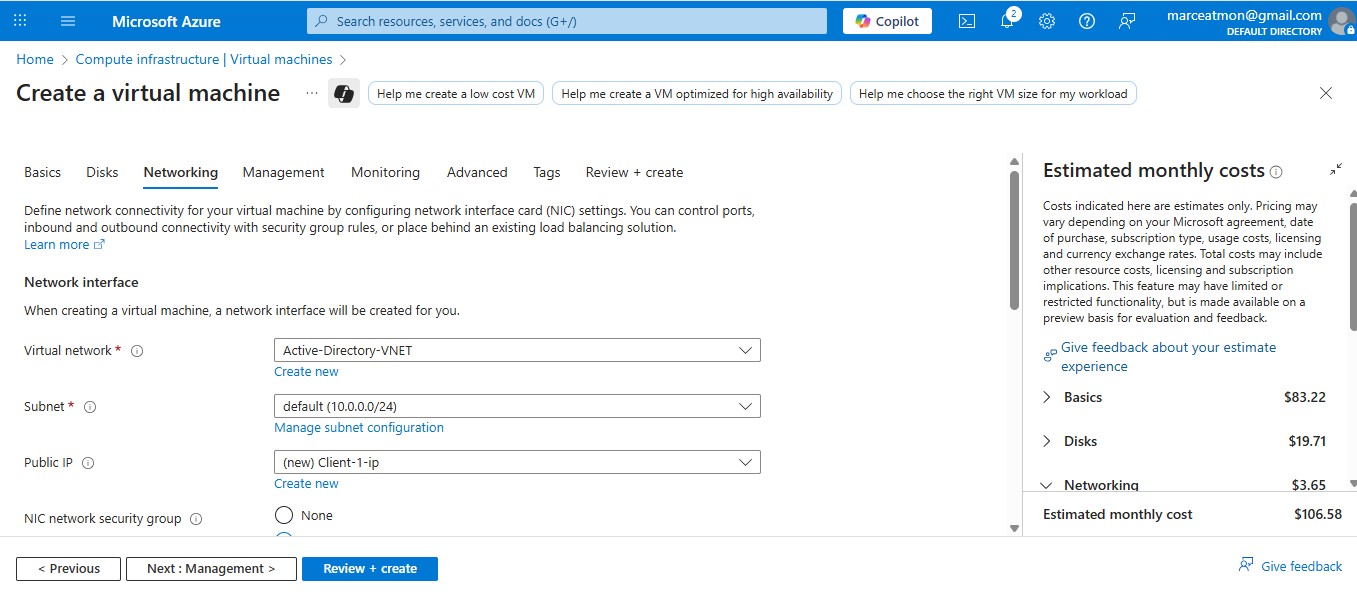 Microsoft Azure
Search resources, services, and docs (G+/)
Copilot
2
marceatmon@gmail.com
DEFAULT DIRECTORY
Home > Compute infrastructure | Virtual machines >
Create a virtual machine
...
Help me create a low cost VM
Help me create a VM optimized for high availability
Help me choose the right VM size for my workload
Basics
Disks
Networking
Management
Monitoring
Advanced
Tags
Review + create
Define network connectivity for your virtual machine by configuring network interface card (NIC) settings. You can control ports,
inbound and outbound connectivity with security group rules, or place behind an existing load balancing solution.
Learn more
Network interface
When creating a virtual machine, a network interface will be created for you.
Virtual network *
Active-Directory-VNET
Create new
Subnet *
default (10.0.0.0/24)
Manage subnet configuration
Public IP
(new) Client-1-ip
Create new
NIC network security group
None
< Previous
Next : Management >
Review + create
Estimated monthly costs
Costs indicated here are estimates only. Pricing may
vary depending on your Microsoft agreement, date
of purchase, subscription type, usage costs, licensing
and currency exchange rates. Total costs may include
other resource costs, licensing and subscription
implications. This feature may have limited or
restricted functionality, but is made available on a
preview basis for evaluation and feedback.
Give feedback about your estimate
experience
Basics $83.22
Disks $19.71
Networking $3.65
Estimated monthly cost $106.58
Give feedback